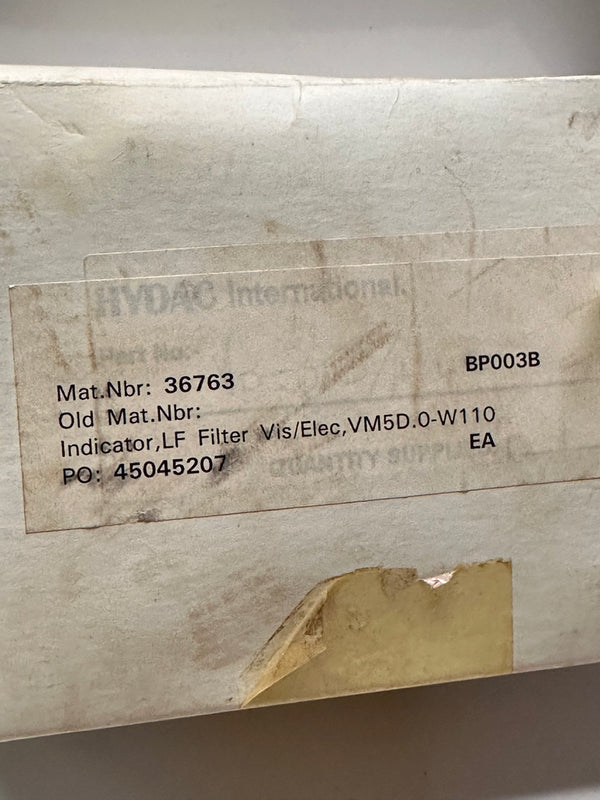 HYDAC International.
Part No:
Mat.Nbr: 36763 BP003B
Old Mat.Nbr:
Indicator,LF Filter Vis/Elec,VM5D.0-W110
PO: 45045207 EA
QUANTITY SUPPLIED